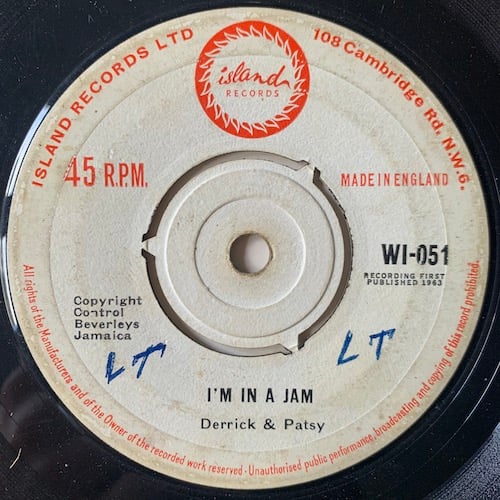 ISLAND RECORDS LTD
108 Cambridge Rd, N.W.6.
island
RECORDS
45 R.P.M.
MADE IN ENGLAND
WI-051
RECORDING FIRST
PUBLISHED 1963
Copyright
Control
Beverleys
Jamaica
LT
LT
I'M IN A JAM
Derrick & Patsy
All rights of the Manufacturers and of the Owner of the recorded work reserved · Unauthorised public performance, broadcasting and copying of this record prohibited.